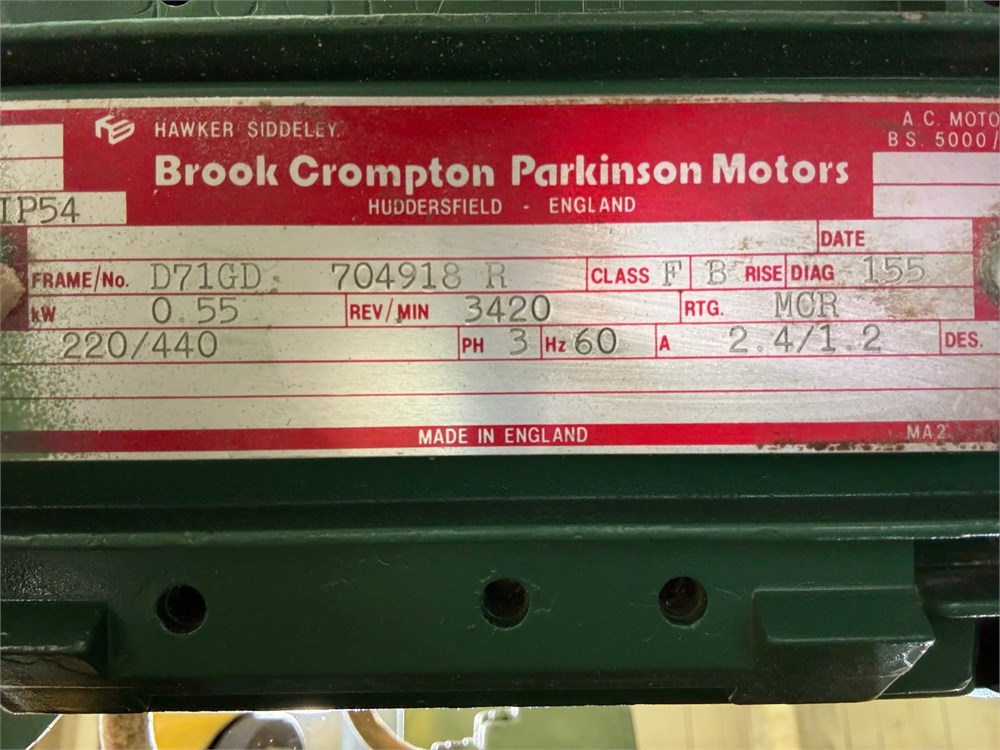 HAWKER SIDDELEY.
A.C. MOTO
BS. 5000/
Brook Crompton Parkinson Motors
IP54
HUDDERSFIELD - ENGLAND
DATE
FRAME/No. D71GD. 704918 R CLASS F B RISE DIAG 155
kW 0.55 REV/MIN 3420 RTG. MCR
220/440 PH 3 Hz 60 A 2.4/1.2 DES.
MADE IN ENGLAND
MA2